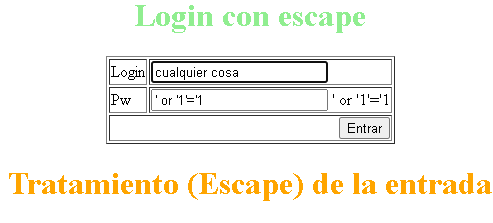 Login con escape
Login cualquier cosa
Pw ' or '1'='1 ' or '1'='1
Entrar
Tratamiento (Escape) de la entrada